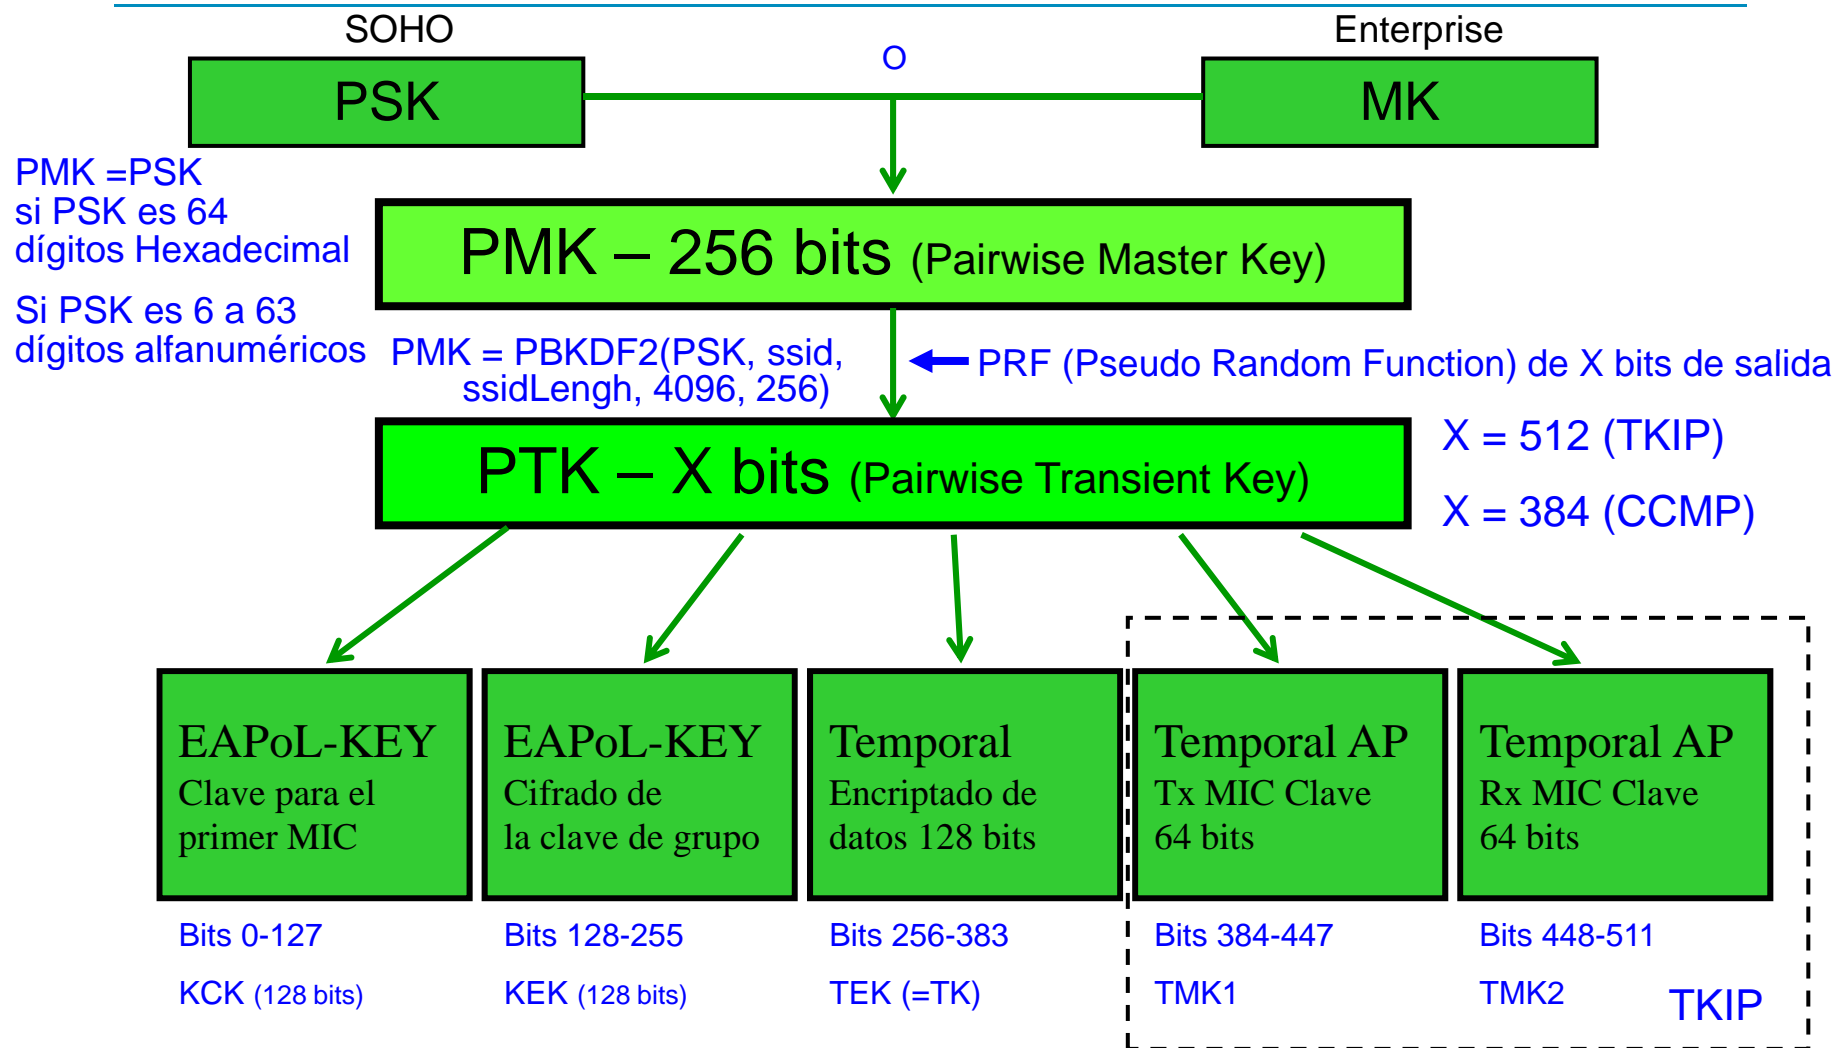 SOHO
O
Enterprise
PSK
MK
PMK =PSK
si PSK es 64
dígitos Hexadecimal
PMK – 256 bits (Pairwise Master Key)
Si PSK es 6 a 63
dígitos alfanuméricos
PMK = PBKDF2(PSK, ssid,
ssidLengh, 4096, 256)
PRF (Pseudo Random Function) de X bits de salida
PTK – X bits (Pairwise Transient Key)
X = 512 (TKIP)
X = 384 (CCMP)
EAPoL-KEY
Clave para el
primer MIC
EAPoL-KEY
Cifrado de
la clave de grupo
Temporal
Encriptado de
datos 128 bits
Temporal AP
Tx MIC Clave
64 bits
Temporal AP
Rx MIC Clave
64 bits
Bits 0-127
Bits 128-255
Bits 256-383
Bits 384-447
Bits 448-511
KCK (128 bits)
KEK (128 bits)
TEK (=TK)
TMK1
TMK2
TKIP